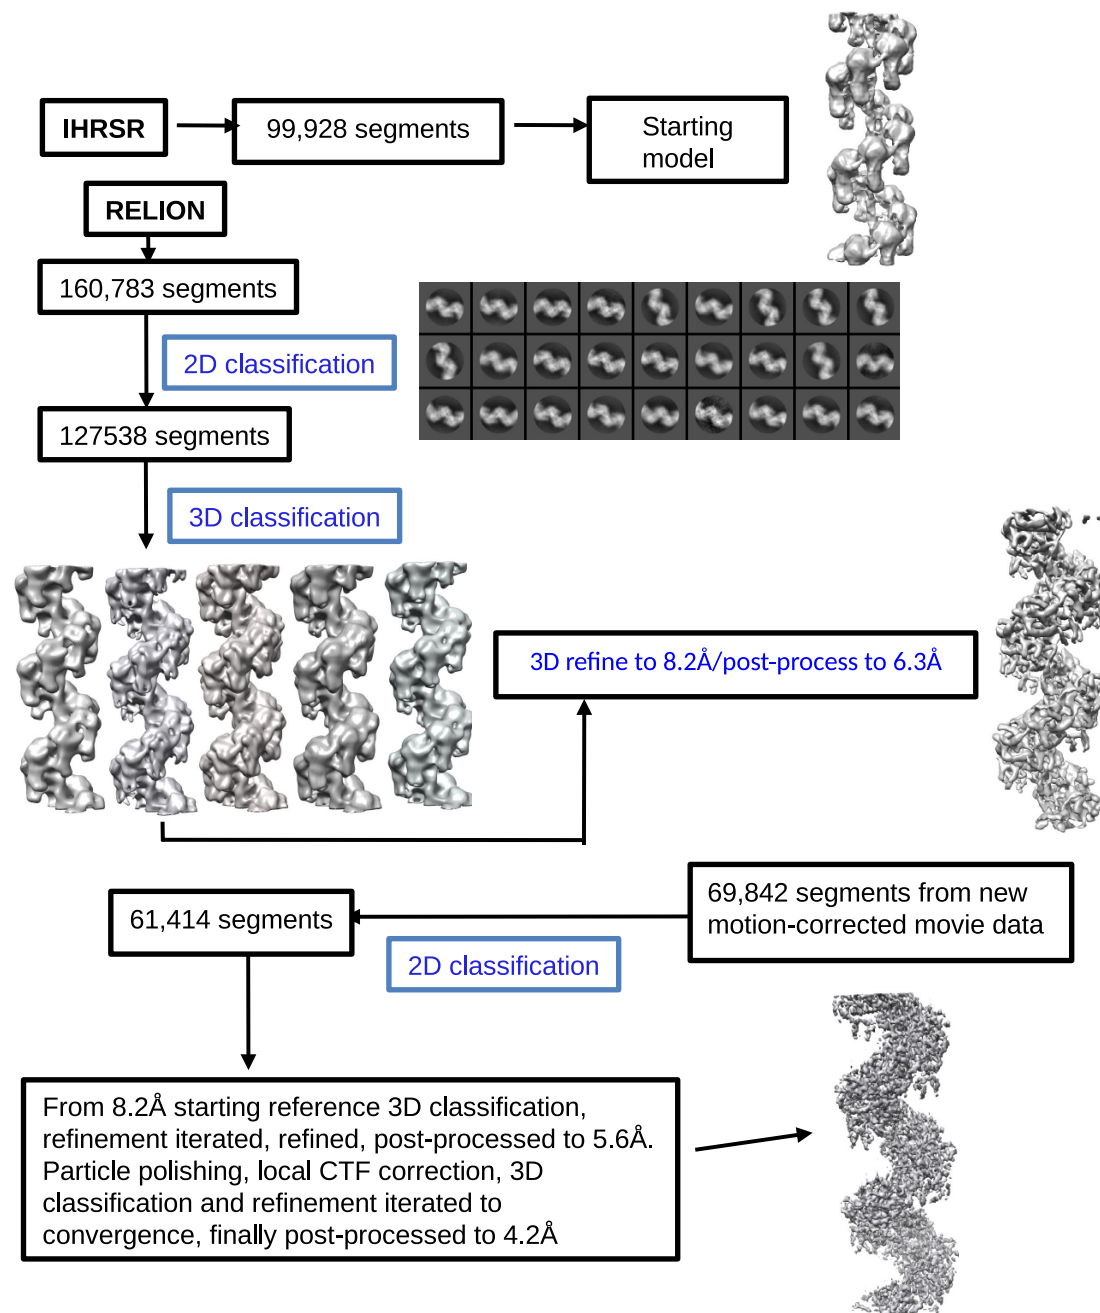 IHRSR
99,928 segments
Starting
model
RELION
160,783 segments
2D classification
127538 segments
3D classification
3D refine to 8.2Å/post-process to 6.3Å
69,842 segments from new
motion-corrected movie data
61,414 segments
2D classification
From 8.2Å starting reference 3D classification,
refinement iterated, refined, post-processed to 5.6Å.
Particle polishing, local CTF correction, 3D
classification and refinement iterated to
convergence, finally post-processed to 4.2Å